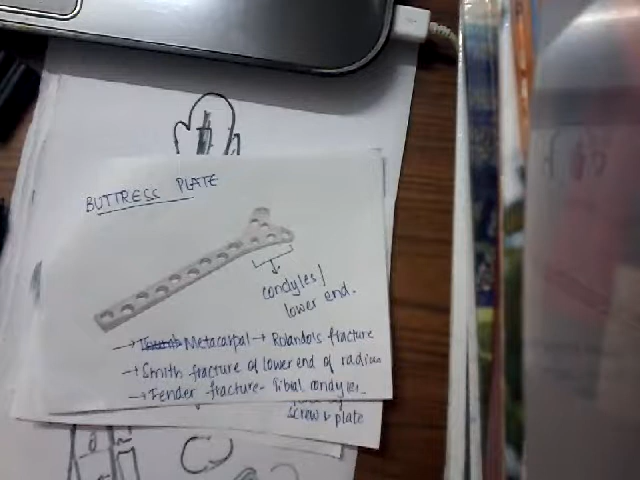 BUTTRESS PLATE
condyles/
lower end.
→ Metacarpal → Rolando's fracture
→ Smith fracture of lower end of radius
→ Fender fracture - Tibial condyles.
screw & plate